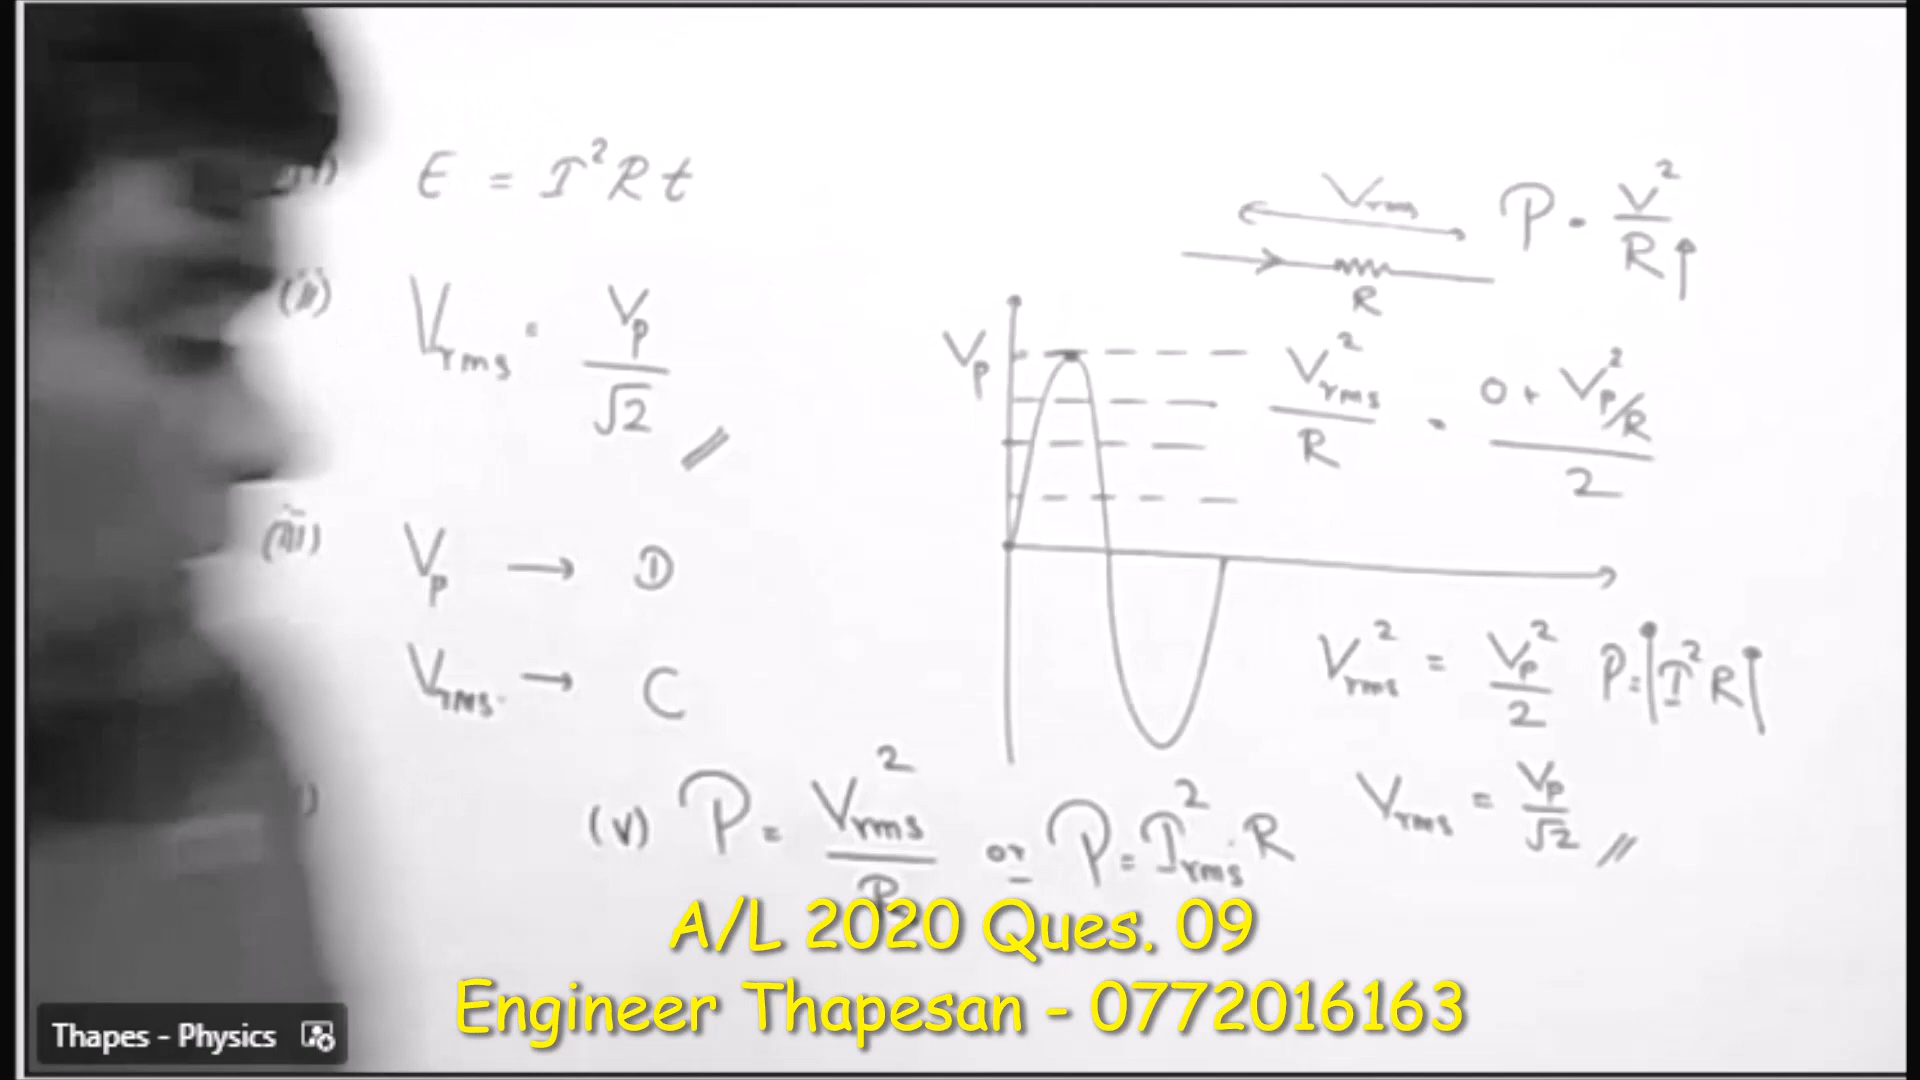 E = I²Rt
(ii) Vrms = Vp/√2 //
(iii) Vp → D
Vrms. → C
(v) P = Vrms²/R or P = Irms² R
Vrms
R
P = V²/R ↑
Vp
Vrms²/R = (0 + Vp²/R)/2
Vrms² = Vp²/2
P = |I²R|
Vrms = Vp/√2 //
A/L 2020 Ques. 09
Engineer Thapesan - 0772016163
Thapes - Physics